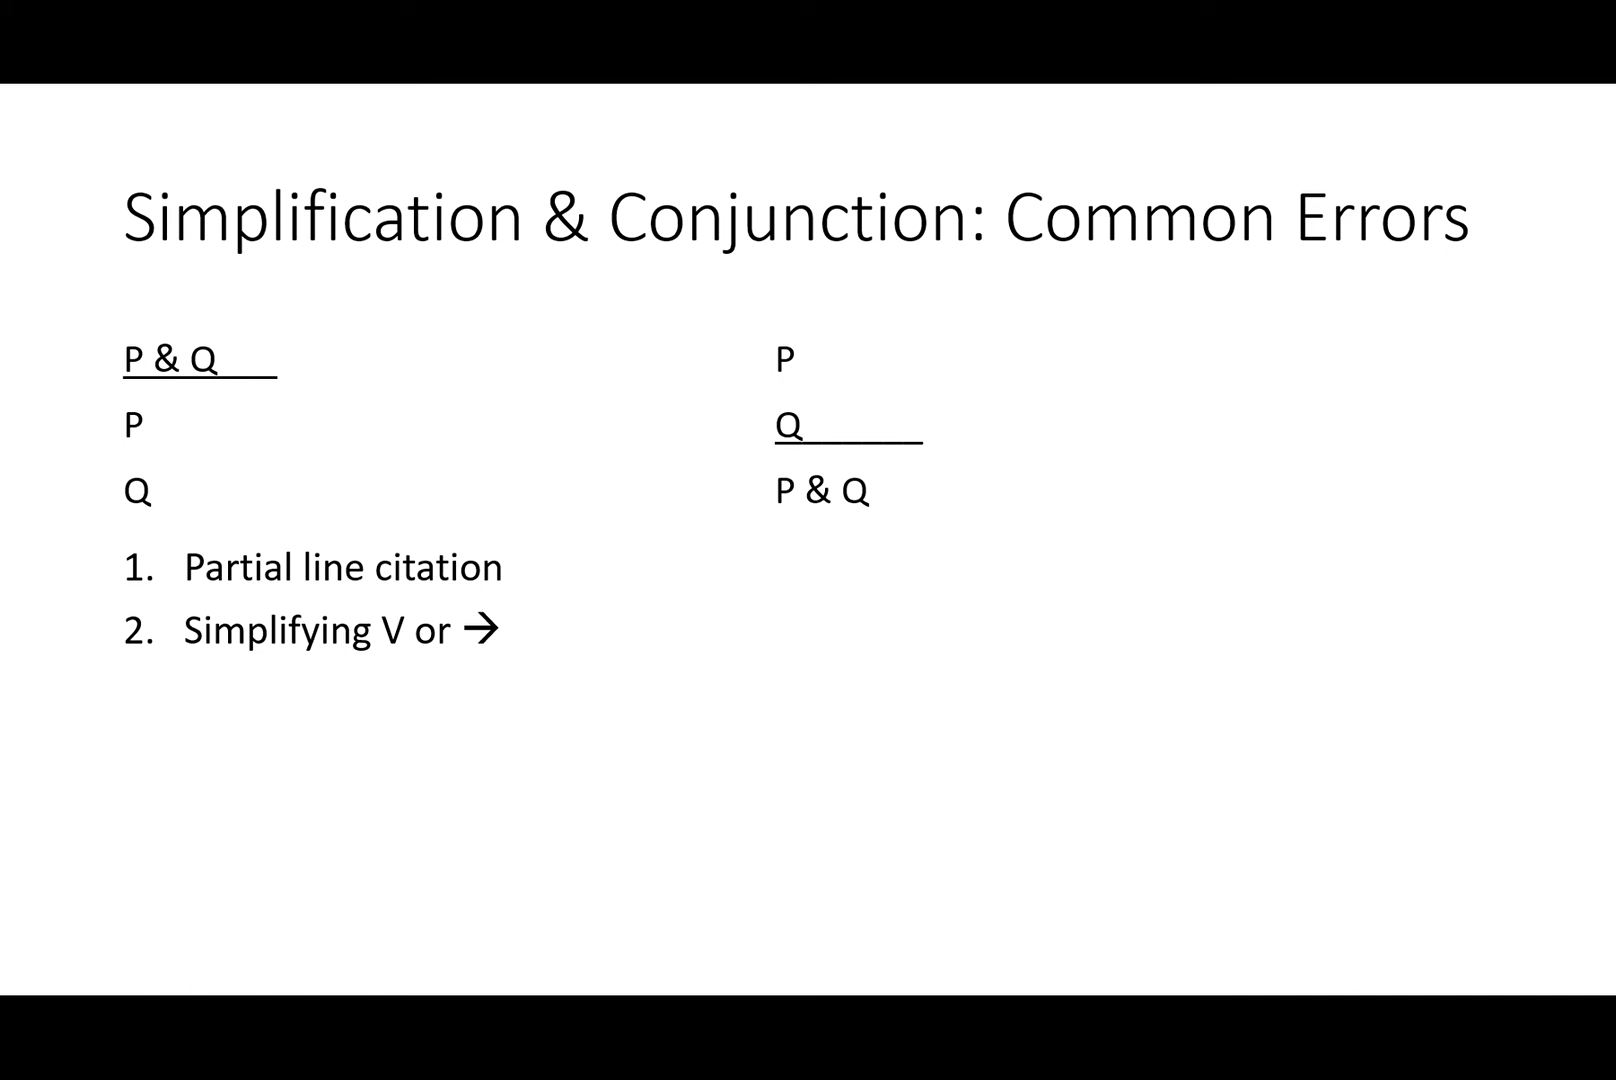 Simplification & Conjunction: Common Errors
P & Q
P
Q
1. Partial line citation
2. Simplifying V or →
P
Q
P & Q